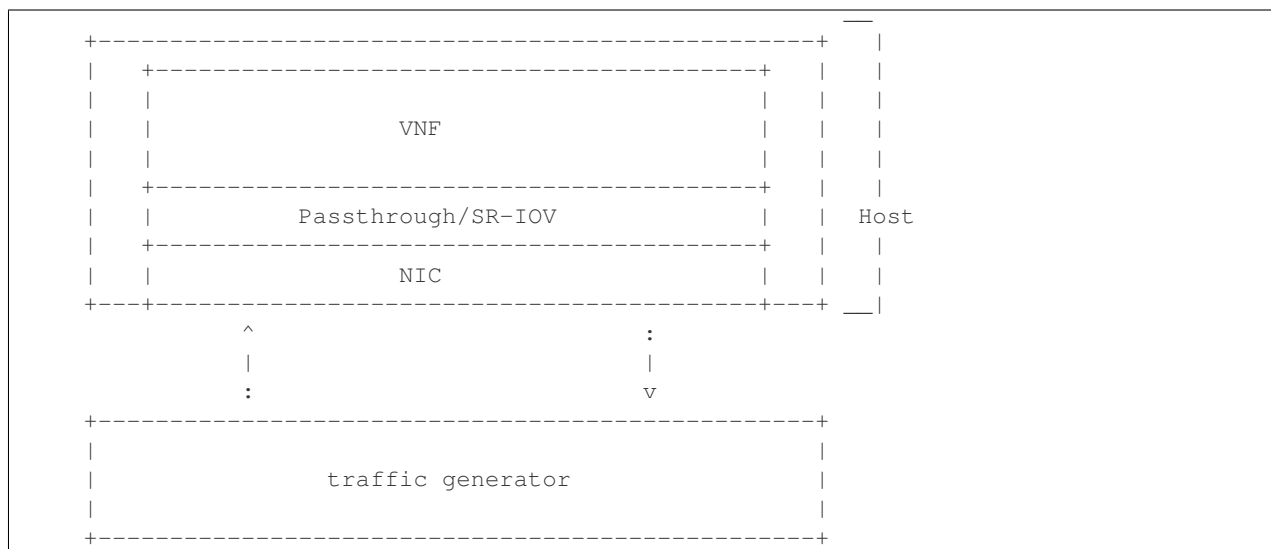 VNF
Passthrough/SR-IOV
Host
NIC
traffic generator